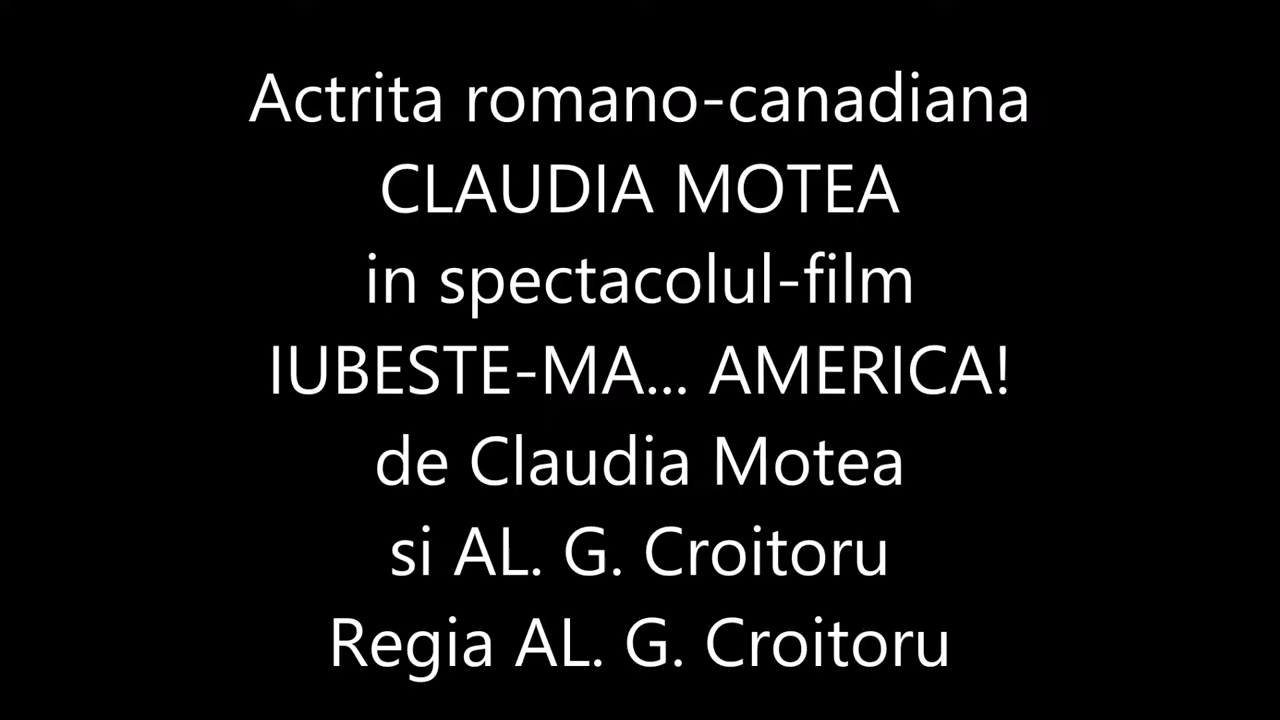 Actrita romano-canadiana
CLAUDIA MOTEA
in spectacolul-film
IUBESTE-MA... AMERICA!
de Claudia Motea
si AL. G. Croitoru
Regia AL. G. Croitoru